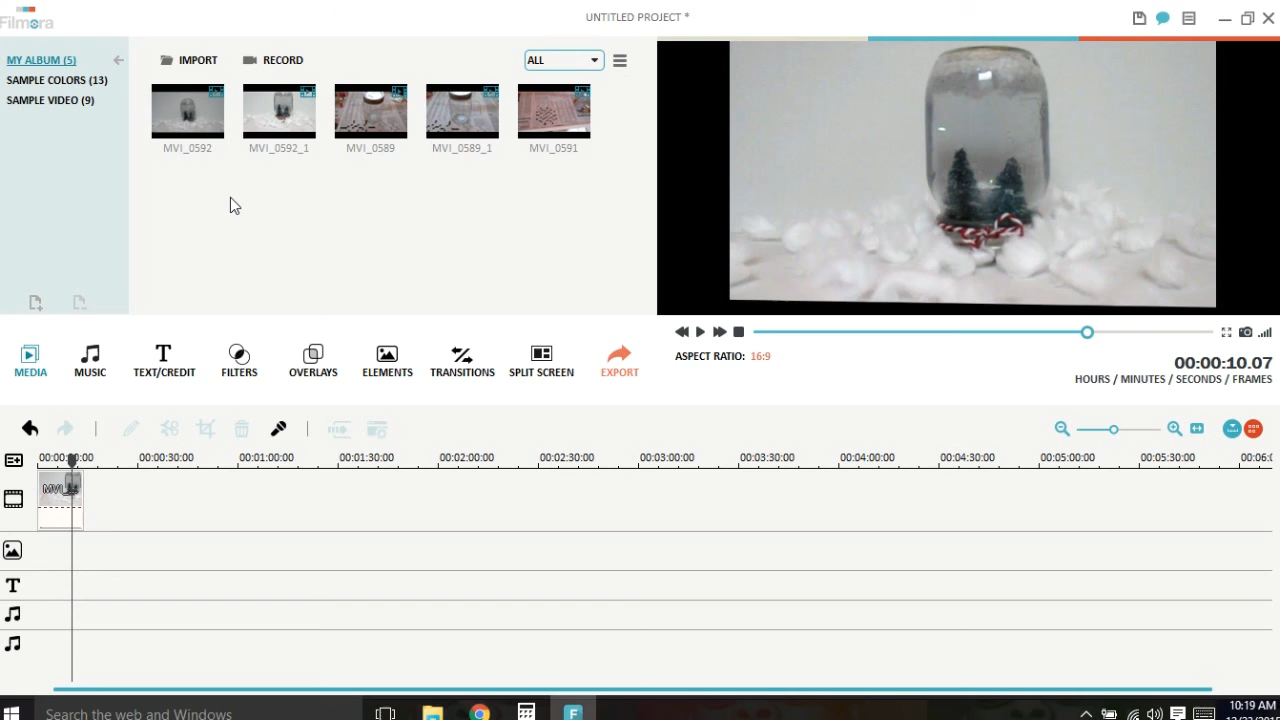 Filmora
UNTITLED PROJECT *
MY ALBUM (5)
SAMPLE COLORS (13)
SAMPLE VIDEO (9)
IMPORT
RECORD
ALL
MVI_0592
MVI_0592_1
MVI_0589
MVI_0589_1
MVI_0591
MEDIA
MUSIC
TEXT/CREDIT
FILTERS
OVERLAYS
ELEMENTS
TRANSITIONS
SPLIT SCREEN
EXPORT
ASPECT RATIO: 16:9
00:00:10.07
HOURS / MINUTES / SECONDS / FRAMES
00:00:30:00
00:01:00:00
00:01:30:00
00:02:00:00
00:02:30:00
00:03:00:00
00:03:30:00
00:04:00:00
00:04:30:00
00:05:00:00
00:05:30:00
T
Search the web and Windows
F
10:19 AM